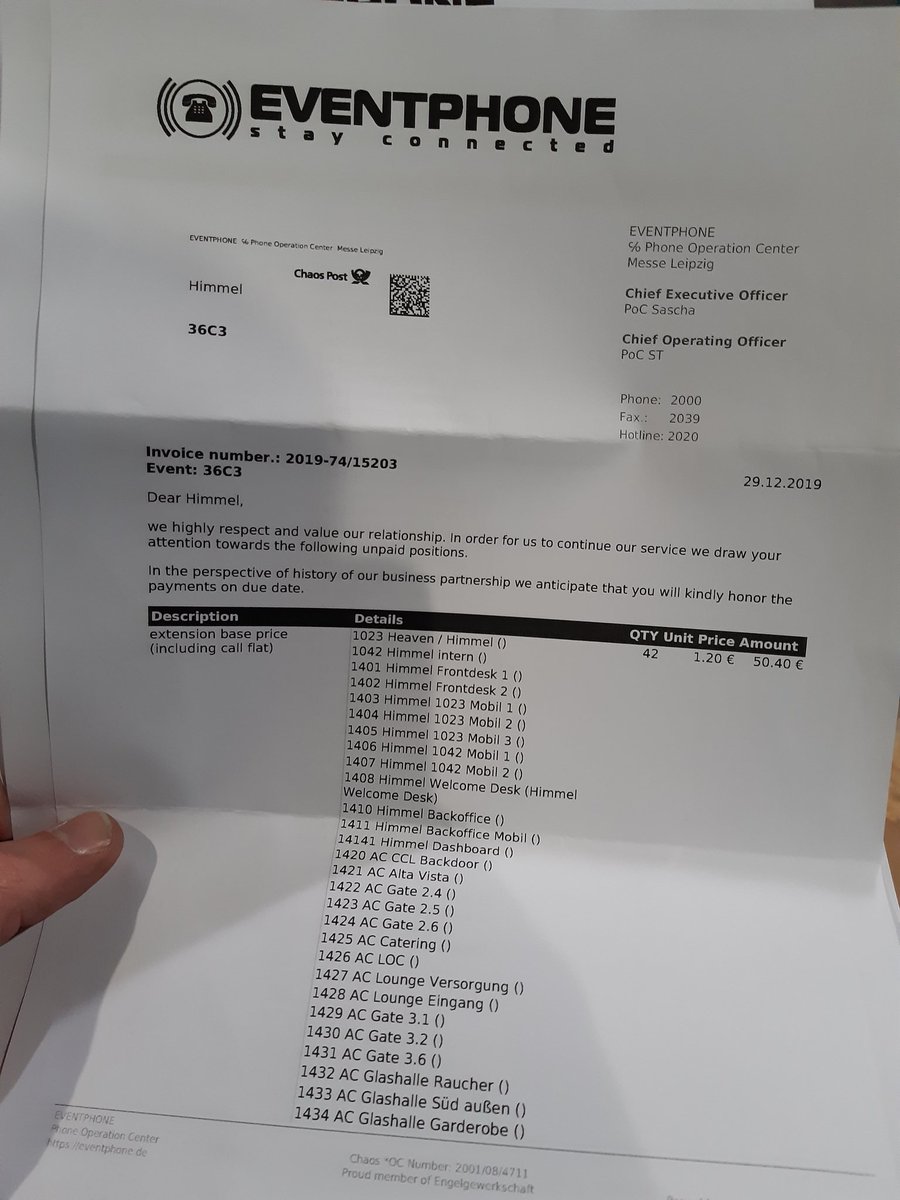 EVENTPHONE
stay connected
EVENTPHONE ℅ Phone Operation Center Messe Leipzig
Chaos Post
Himmel
36C3
EVENTPHONE
℅ Phone Operation Center
Messe Leipzig
Chief Executive Officer
PoC Sascha
Chief Operating Officer
PoC ST
Phone: 2000
Fax.: 2039
Hotline: 2020
Invoice number.: 2019-74/15203
Event: 36C3
29.12.2019
Dear Himmel,
we highly respect and value our relationship. In order for us to continue our service we draw your
attention towards the following unpaid positions.
In the perspective of history of our business partnership we anticipate that you will kindly honor the
payments on due date.
Description Details QTY Unit Price Amount
extension base price 1023 Heaven / Himmel () 42 1.20 € 50.40 €
(including call flat) 1042 Himmel intern ()
1401 Himmel Frontdesk 1 ()
1402 Himmel Frontdesk 2 ()
1403 Himmel 1023 Mobil 1 ()
1404 Himmel 1023 Mobil 2 ()
1405 Himmel 1023 Mobil 3 ()
1406 Himmel 1042 Mobil 1 ()
1407 Himmel 1042 Mobil 2 ()
1408 Himmel Welcome Desk (Himmel
Welcome Desk)
1410 Himmel Backoffice ()
1411 Himmel Backoffice Mobil ()
14141 Himmel Dashboard ()
1420 AC CCL Backdoor ()
1421 AC Alta Vista ()
1422 AC Gate 2.4 ()
1423 AC Gate 2.5 ()
1424 AC Gate 2.6 ()
1425 AC Catering ()
1426 AC LOC ()
1427 AC Lounge Versorgung ()
1428 AC Lounge Eingang ()
1429 AC Gate 3.1 ()
1430 AC Gate 3.2 ()
1431 AC Gate 3.6 ()
1432 AC Glashalle Raucher ()
1433 AC Glashalle Süd außen ()
1434 AC Glashalle Garderobe ()
EVENTPHONE
Phone Operation Center
https://eventphone.de
Chaos *OC Number: 2001/08/4711
Proud member of Engelgewerkschaft